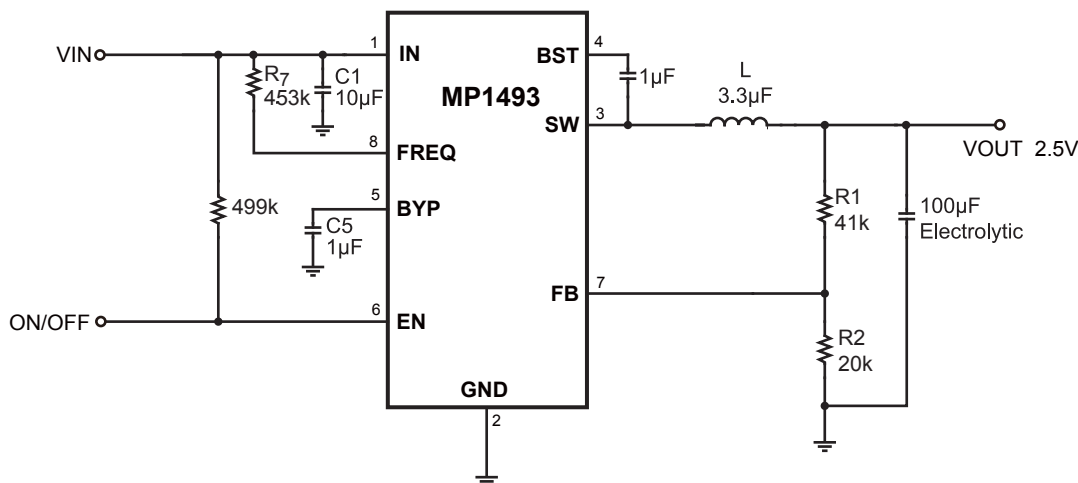 VIN
1
IN
R7
453k
C1
10µF
MP1493
BST
4
1µF
L
3.3µF
SW
3
VOUT 2.5V
8
FREQ
499k
5
BYP
C5
1µF
R1
41k
100µF
Electrolytic
FB
7
ON/OFF
6
EN
R2
20k
GND
2